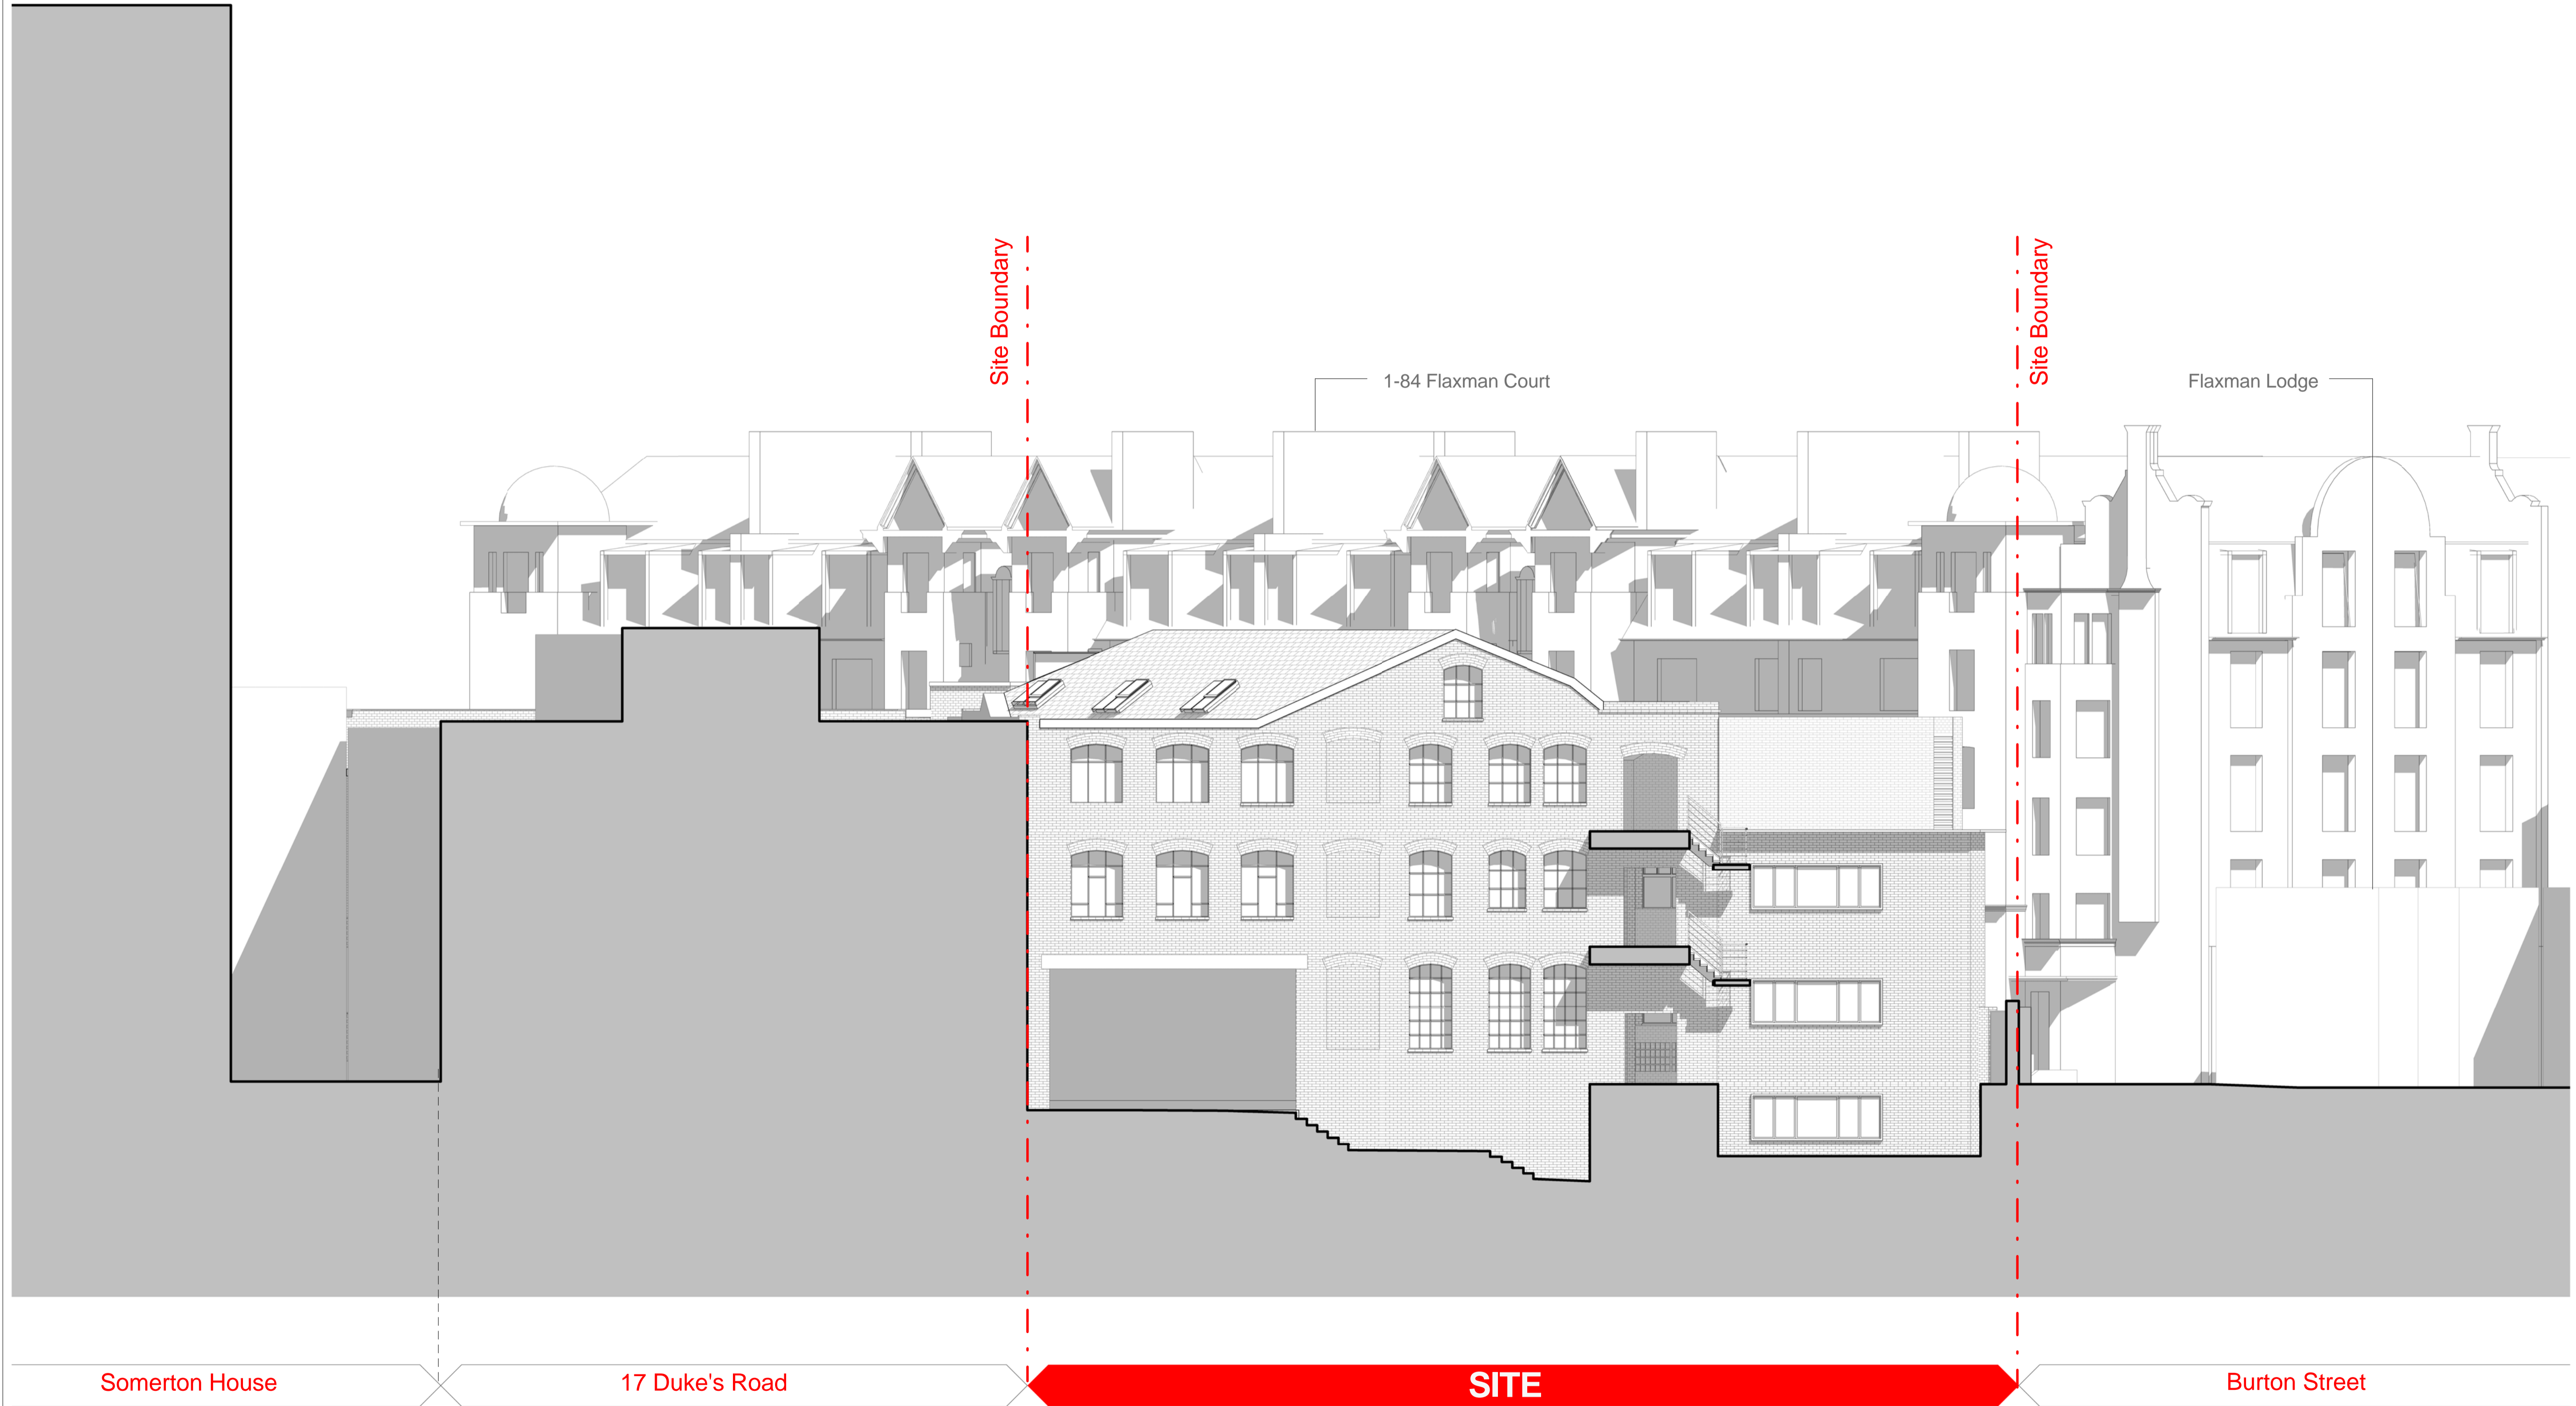 Site Boundary
Site Boundary
1-84 Flaxman Court
Flaxman Lodge
Somerton House
17 Duke's Road
SITE
Burton Street